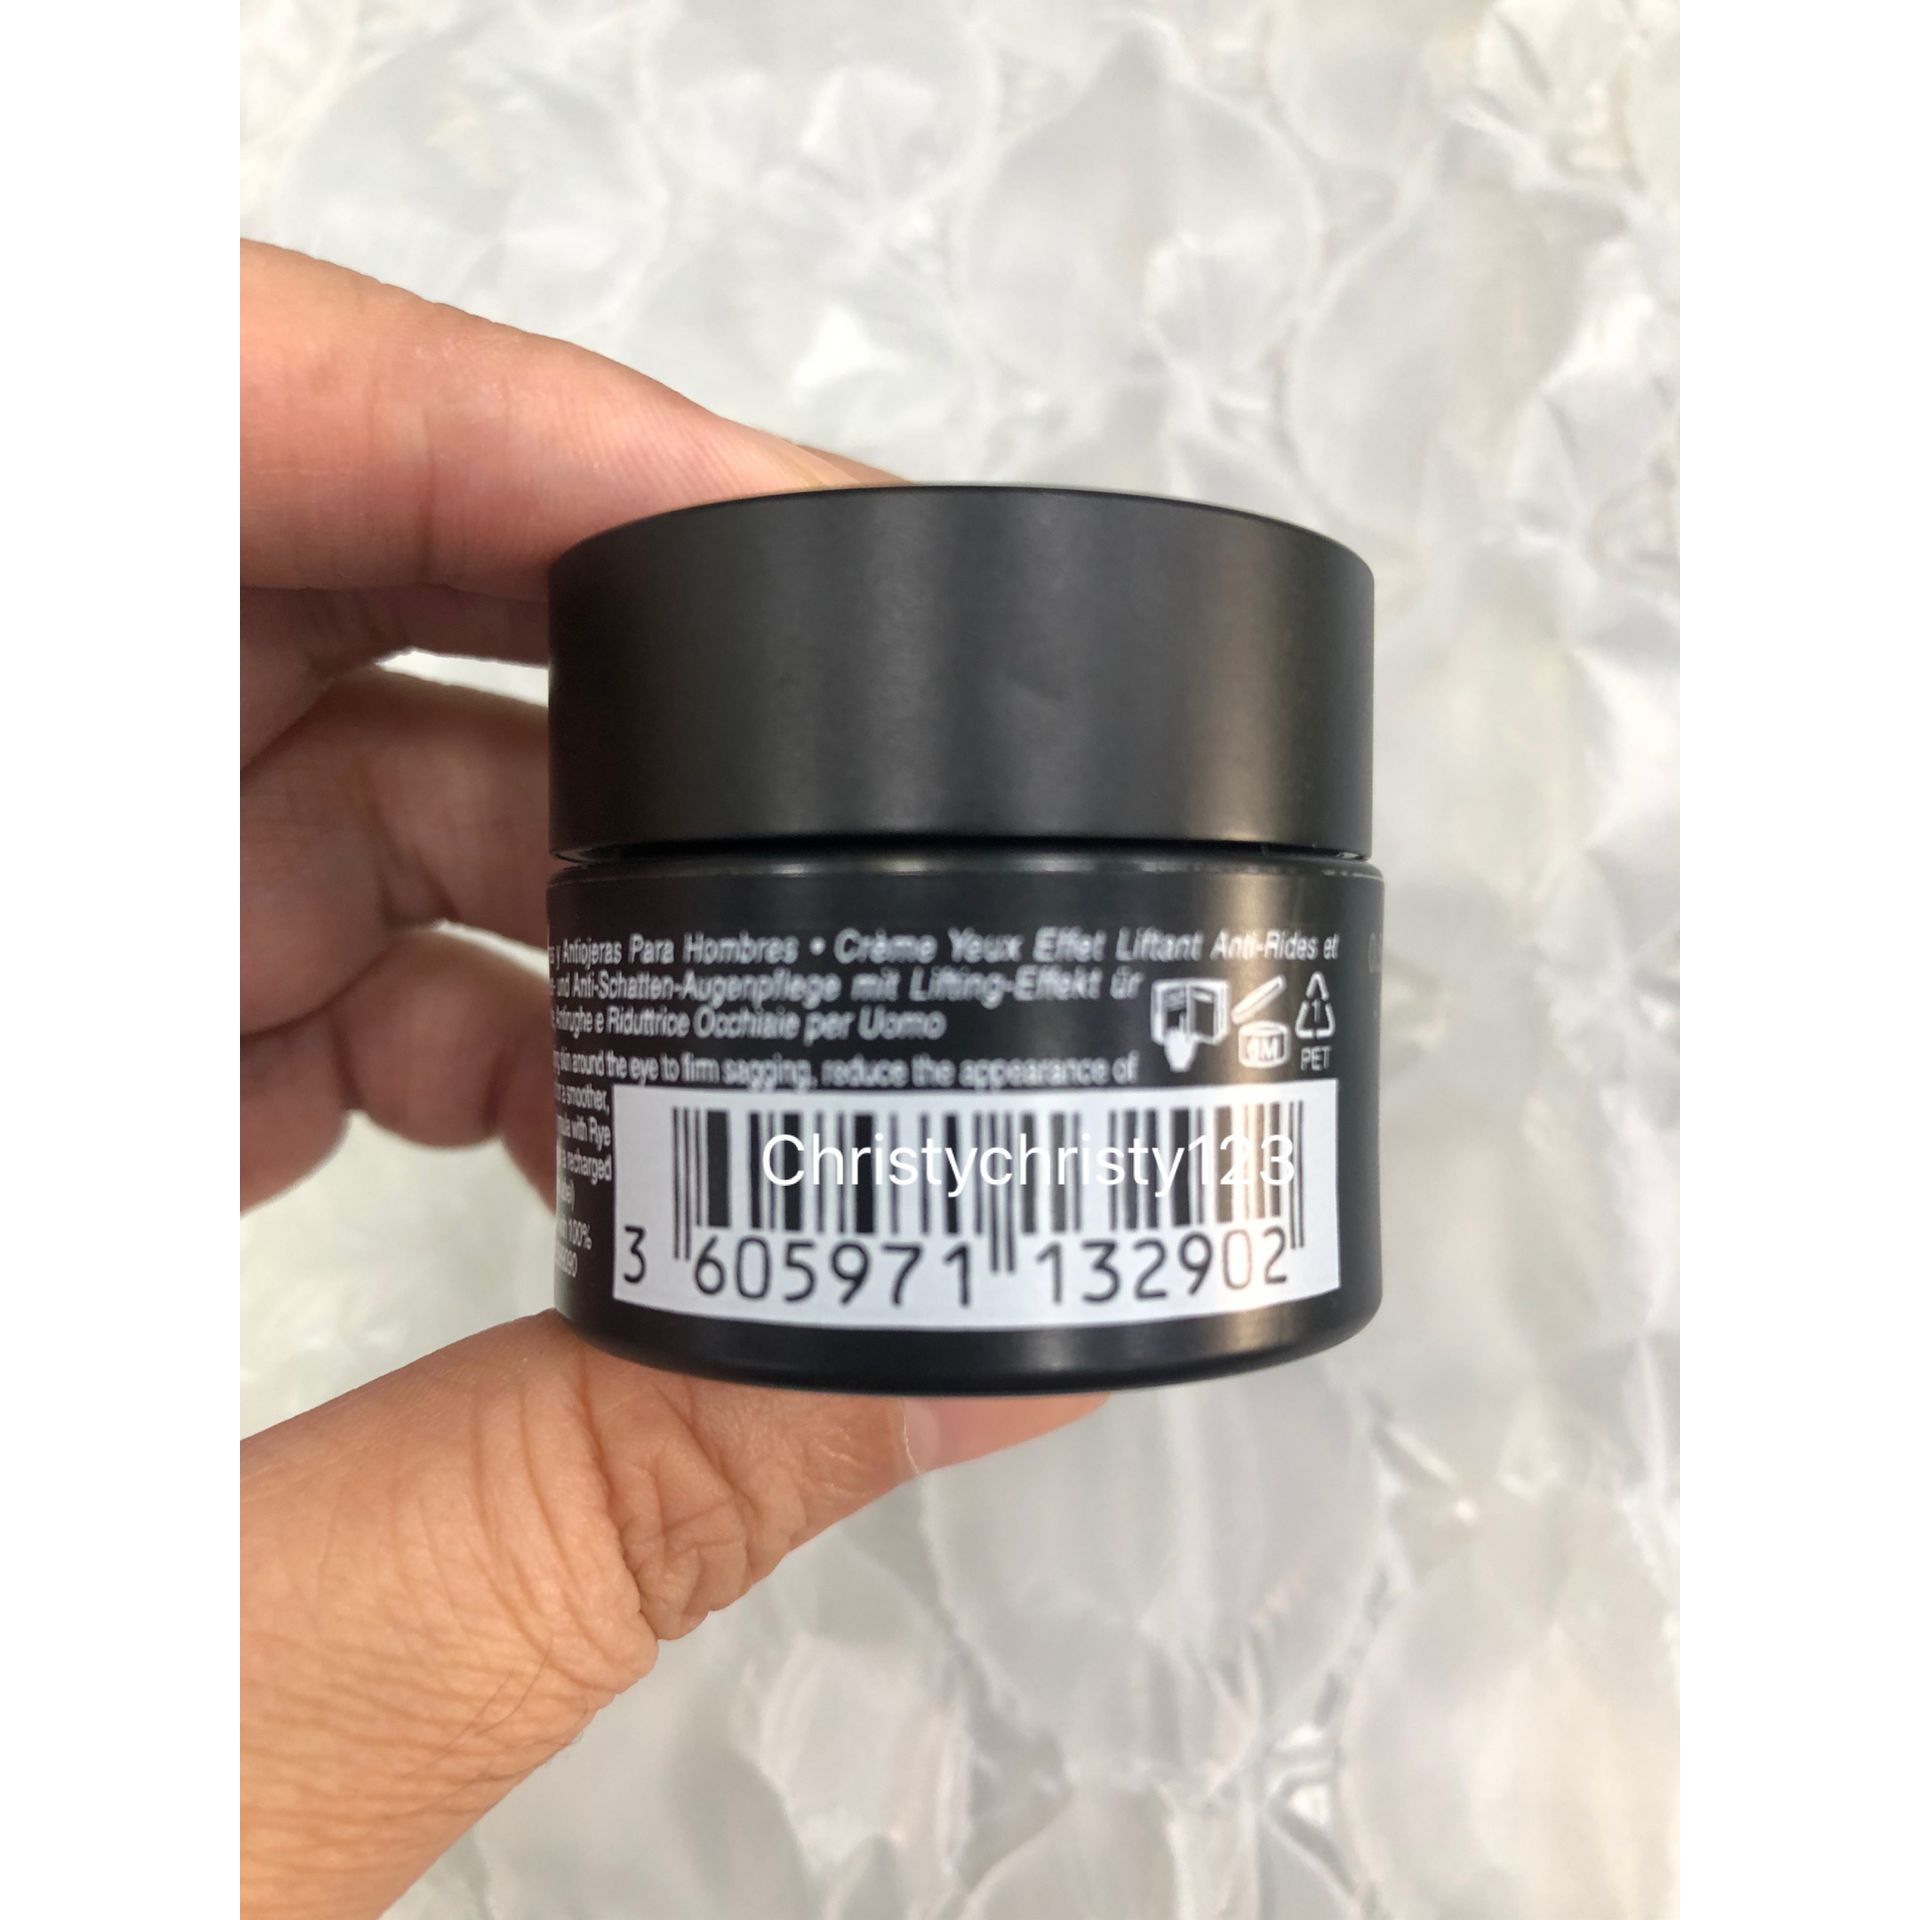 y Antiojeras Para Hombres • Crème Yeux Effet Liftant Anti-Rides et
und Anti-Schatten-Augenpflege mit Lifting-Effekt ür
Antirughe e Riduttrice Occhiaie per Uomo
6M
PET
1
skin around the eye to firm sagging, reduce the appearance of
a smoother,
with Rye
a recharged
100%
Christychristy123
3 605971 132902